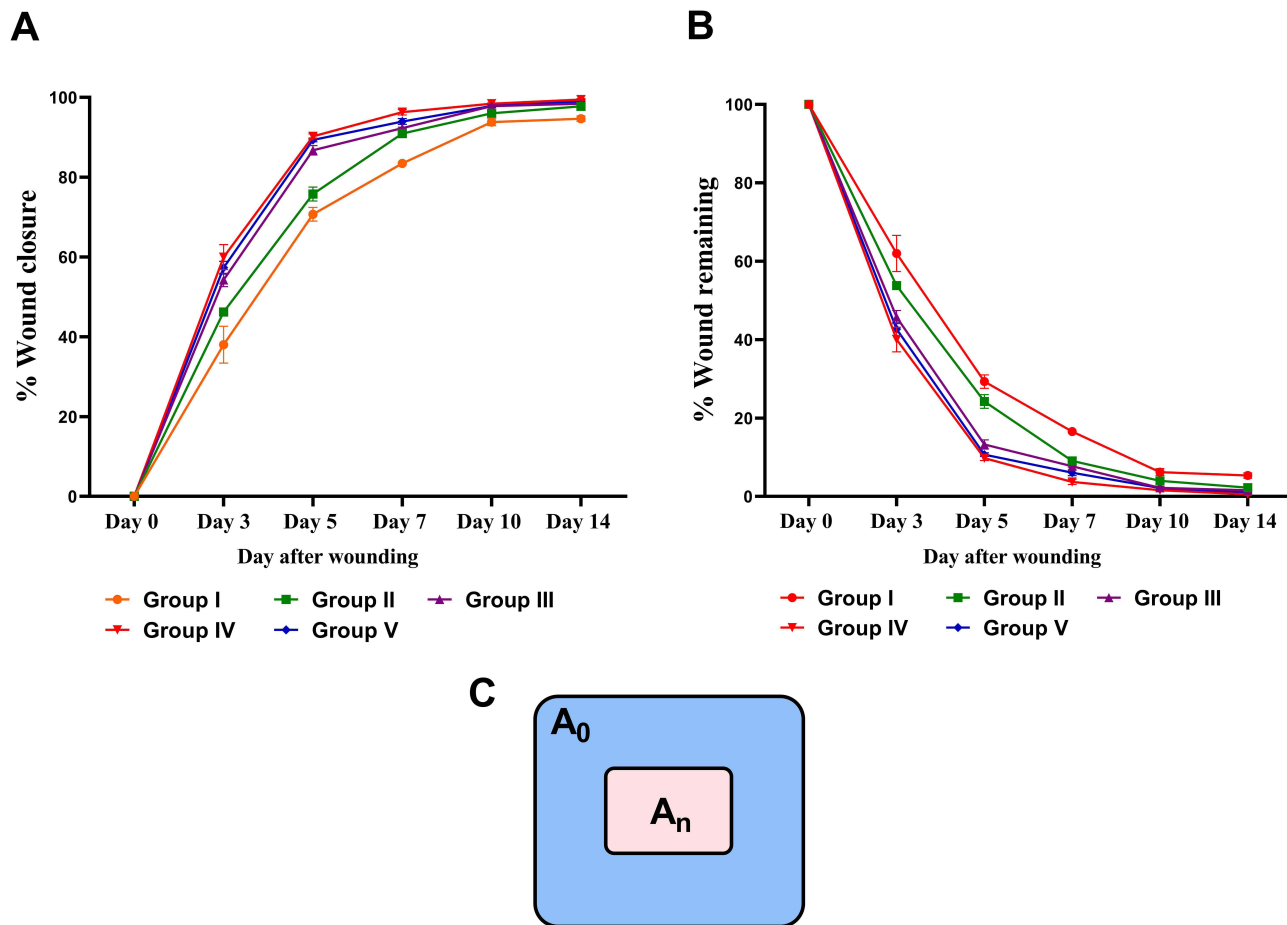 A
% Wound closure
100
80
60
40
20
0
Day 0 Day 3 Day 5 Day 7 Day 10 Day 14
Day after wounding
Group I Group II Group III
Group IV Group V
B
% Wound remaining
100
80
60
40
20
0
Day 0 Day 3 Day 5 Day 7 Day 10 Day 14
Day after wounding
Group I Group II Group III
Group IV Group V
C
A0
An